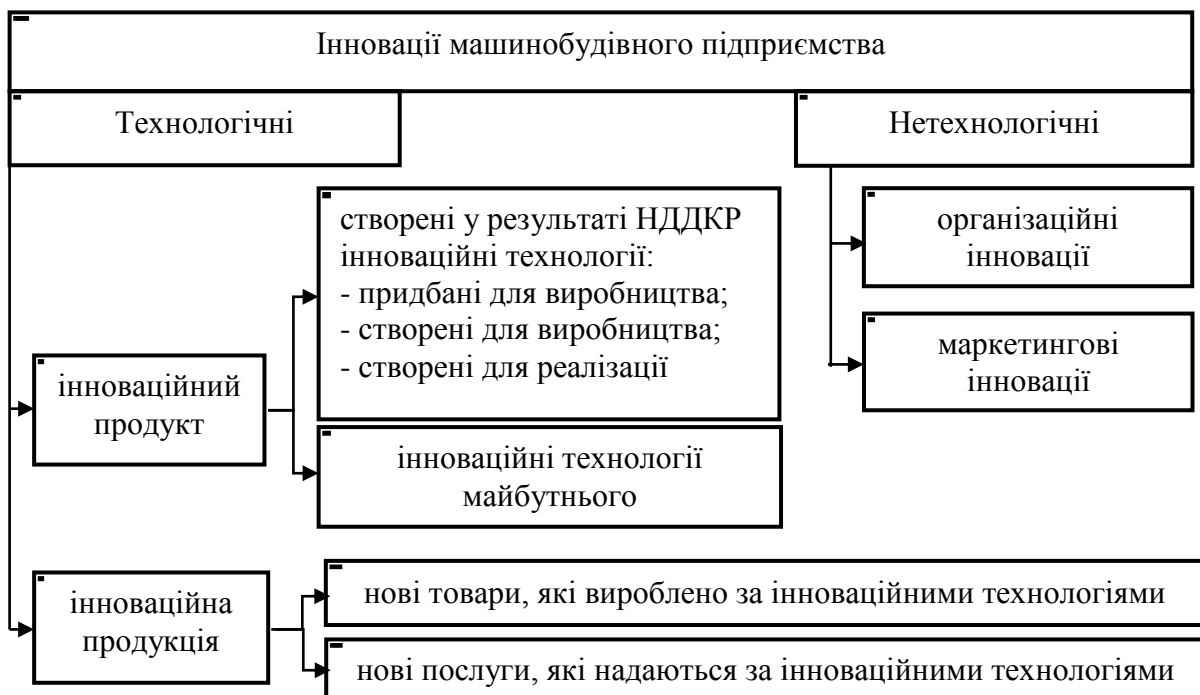 Інновації машинобудівного підприємства
Технологічні
Нетехнологічні
створені у результаті НДДКР
інноваційні технології:
- придбані для виробництва;
- створені для виробництва;
- створені для реалізації
організаційні
інновації
маркетингові
інновації
інноваційний
продукт
інноваційні технології
майбутнього
інноваційна
продукція
нові товари, які вироблено за інноваційними технологіями
нові послуги, які надаються за інноваційними технологіями